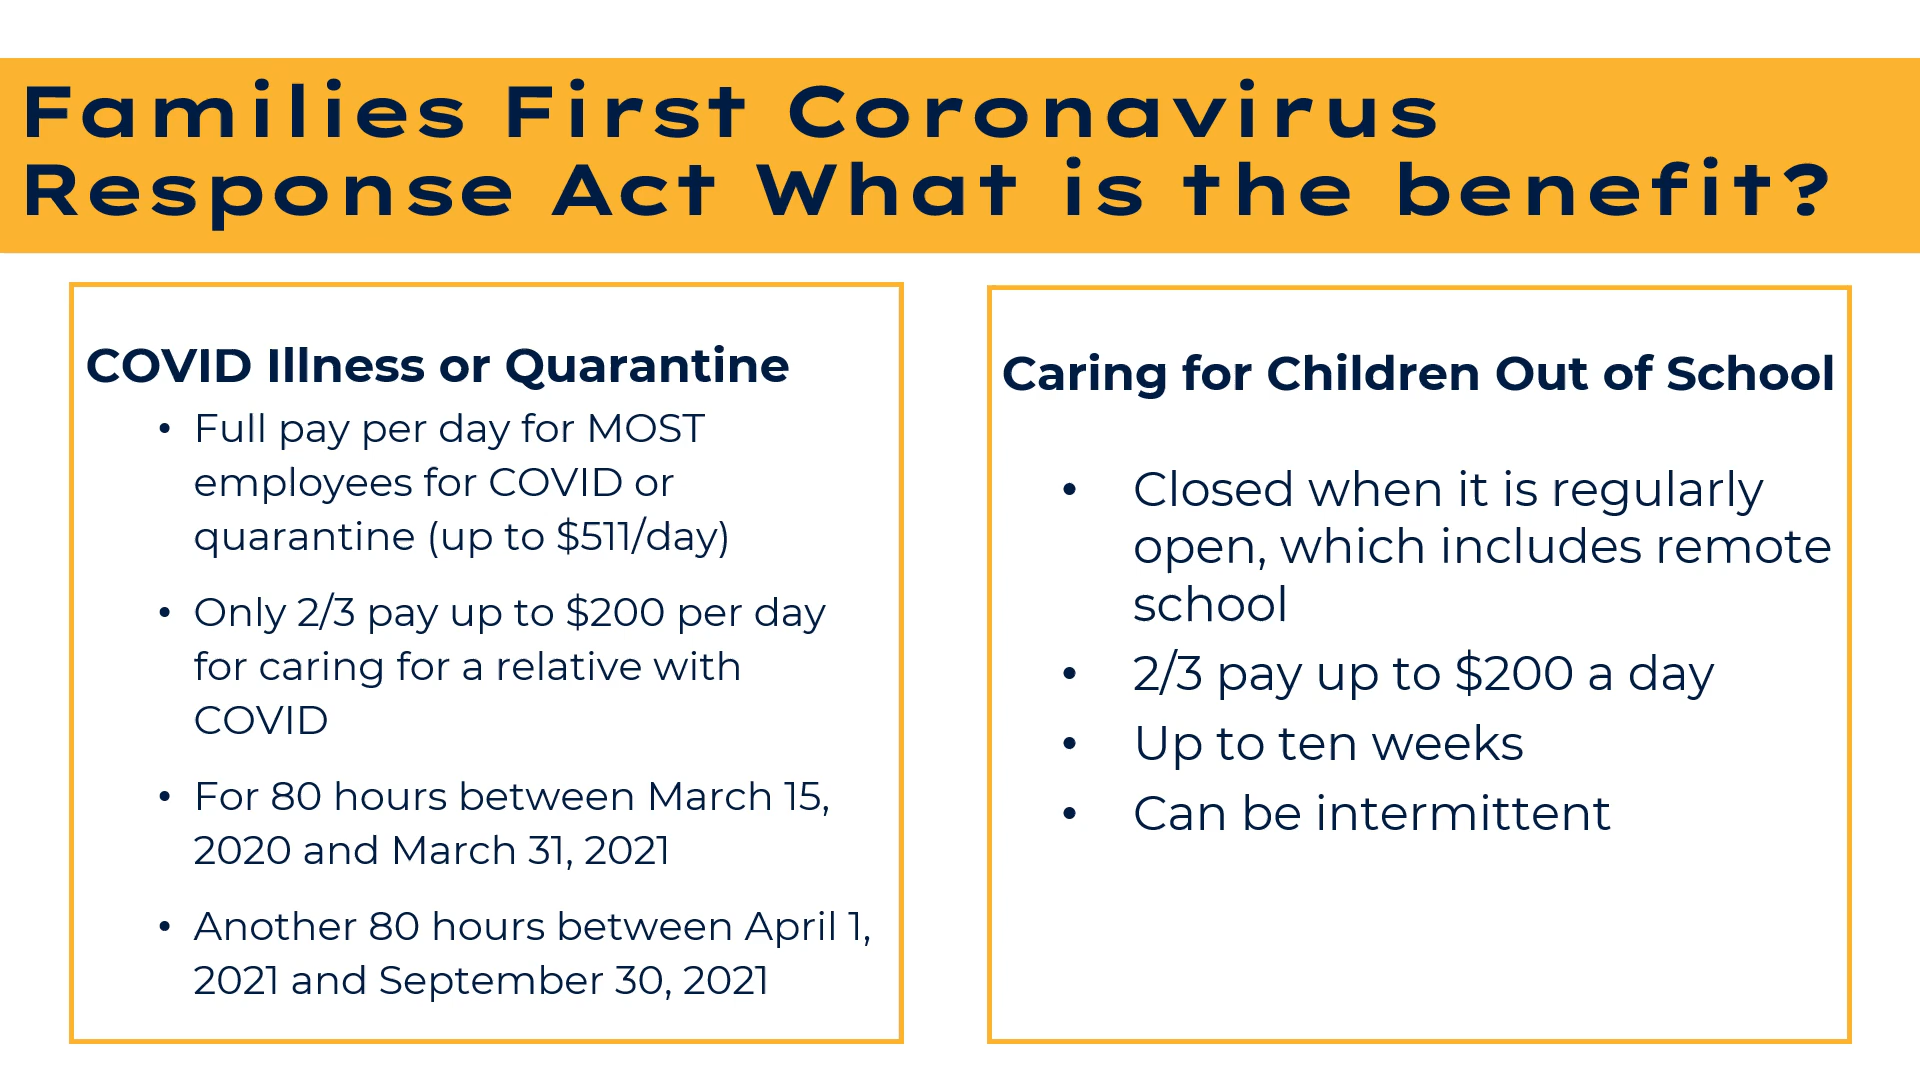 Families First Coronavirus
Response Act What is the benefit?
COVID Illness or Quarantine
• Full pay per day for MOST
employees for COVID or
quarantine (up to $511/day)
• Only 2/3 pay up to $200 per day
for caring for a relative with
COVID
• For 80 hours between March 15,
2020 and March 31, 2021
• Another 80 hours between April 1,
2021 and September 30, 2021
Caring for Children Out of School
• Closed when it is regularly
open, which includes remote
school
• 2/3 pay up to $200 a day
• Up to ten weeks
• Can be intermittent